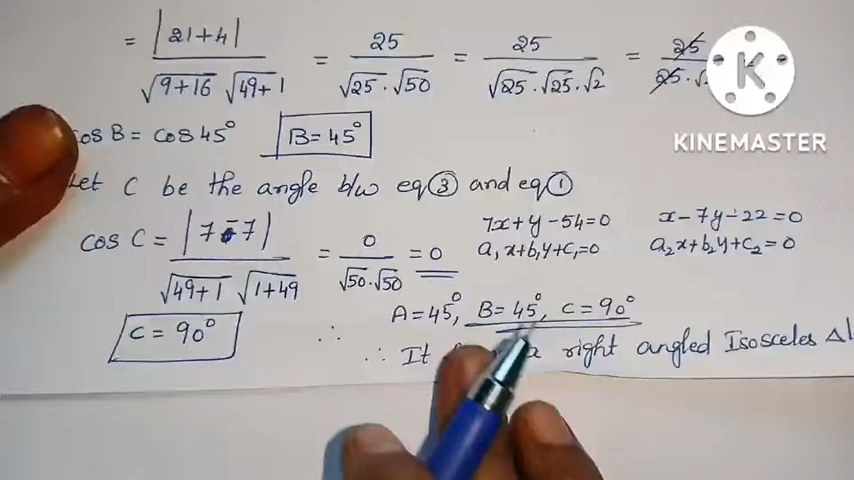 = |21+4| / √9+16 √49+1 = 25 / √25 . √50 = 25 / √25 . √25 . √2 = 25 / 25 . √
cos B = cos 45° B = 45°
Let C be the angle b/w eq③ and eq①
cos C = |7-7| / √49+1 √1+49 = 0 / √50 . √50 = 0
7x+y-54=0 x-7y-22=0
a₁x+b₁y+c₁=0 a₂x+b₂y+c₂=0
C = 90°
A=45°, B=45°, C=90°
∴ It a right angled Isosceles Δl
K
KINEMASTER